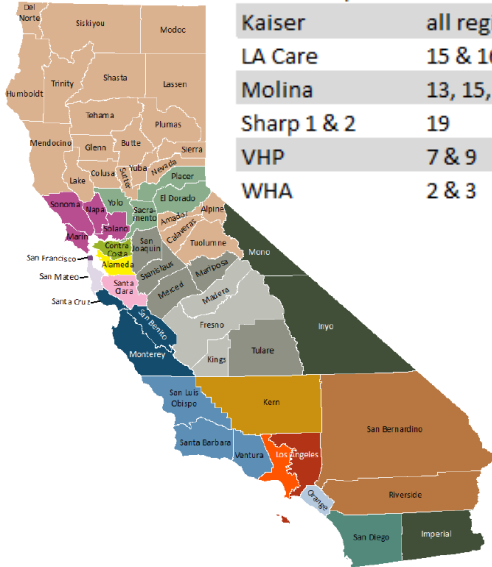 Kaiser all reg
LA Care 15 & 16
Molina 13, 15,
Sharp 1 & 2 19
VHP 7 & 9
WHA 2 & 3
Del
Norte
Siskiyou
Modoc
Humboldt
Trinity
Shasta
Lassen
Tehama
Plumas
Mendocino
Glenn
Butte
Sierra
Lake
Colusa
Sutter
Yuba
Nevada
Placer
Sonoma
Napa
Yolo
Sacra-
mento
El Dorado
Solano
Amador
Alpine
Marin
Calaveras
Contra
Costa
San
Joaquin
Tuolumne
Mono
San Francisco
Alameda
San Mateo
Santa
Clara
Stanislaus
Mariposa
Merced
Madera
Santa Cruz
San Benito
Fresno
Inyo
Monterey
Kings
Tulare
San Luis
Obispo
Kern
San Bernardino
Santa Barbara
Ventura
Los Angeles
Orange
Riverside
San Diego
Imperial